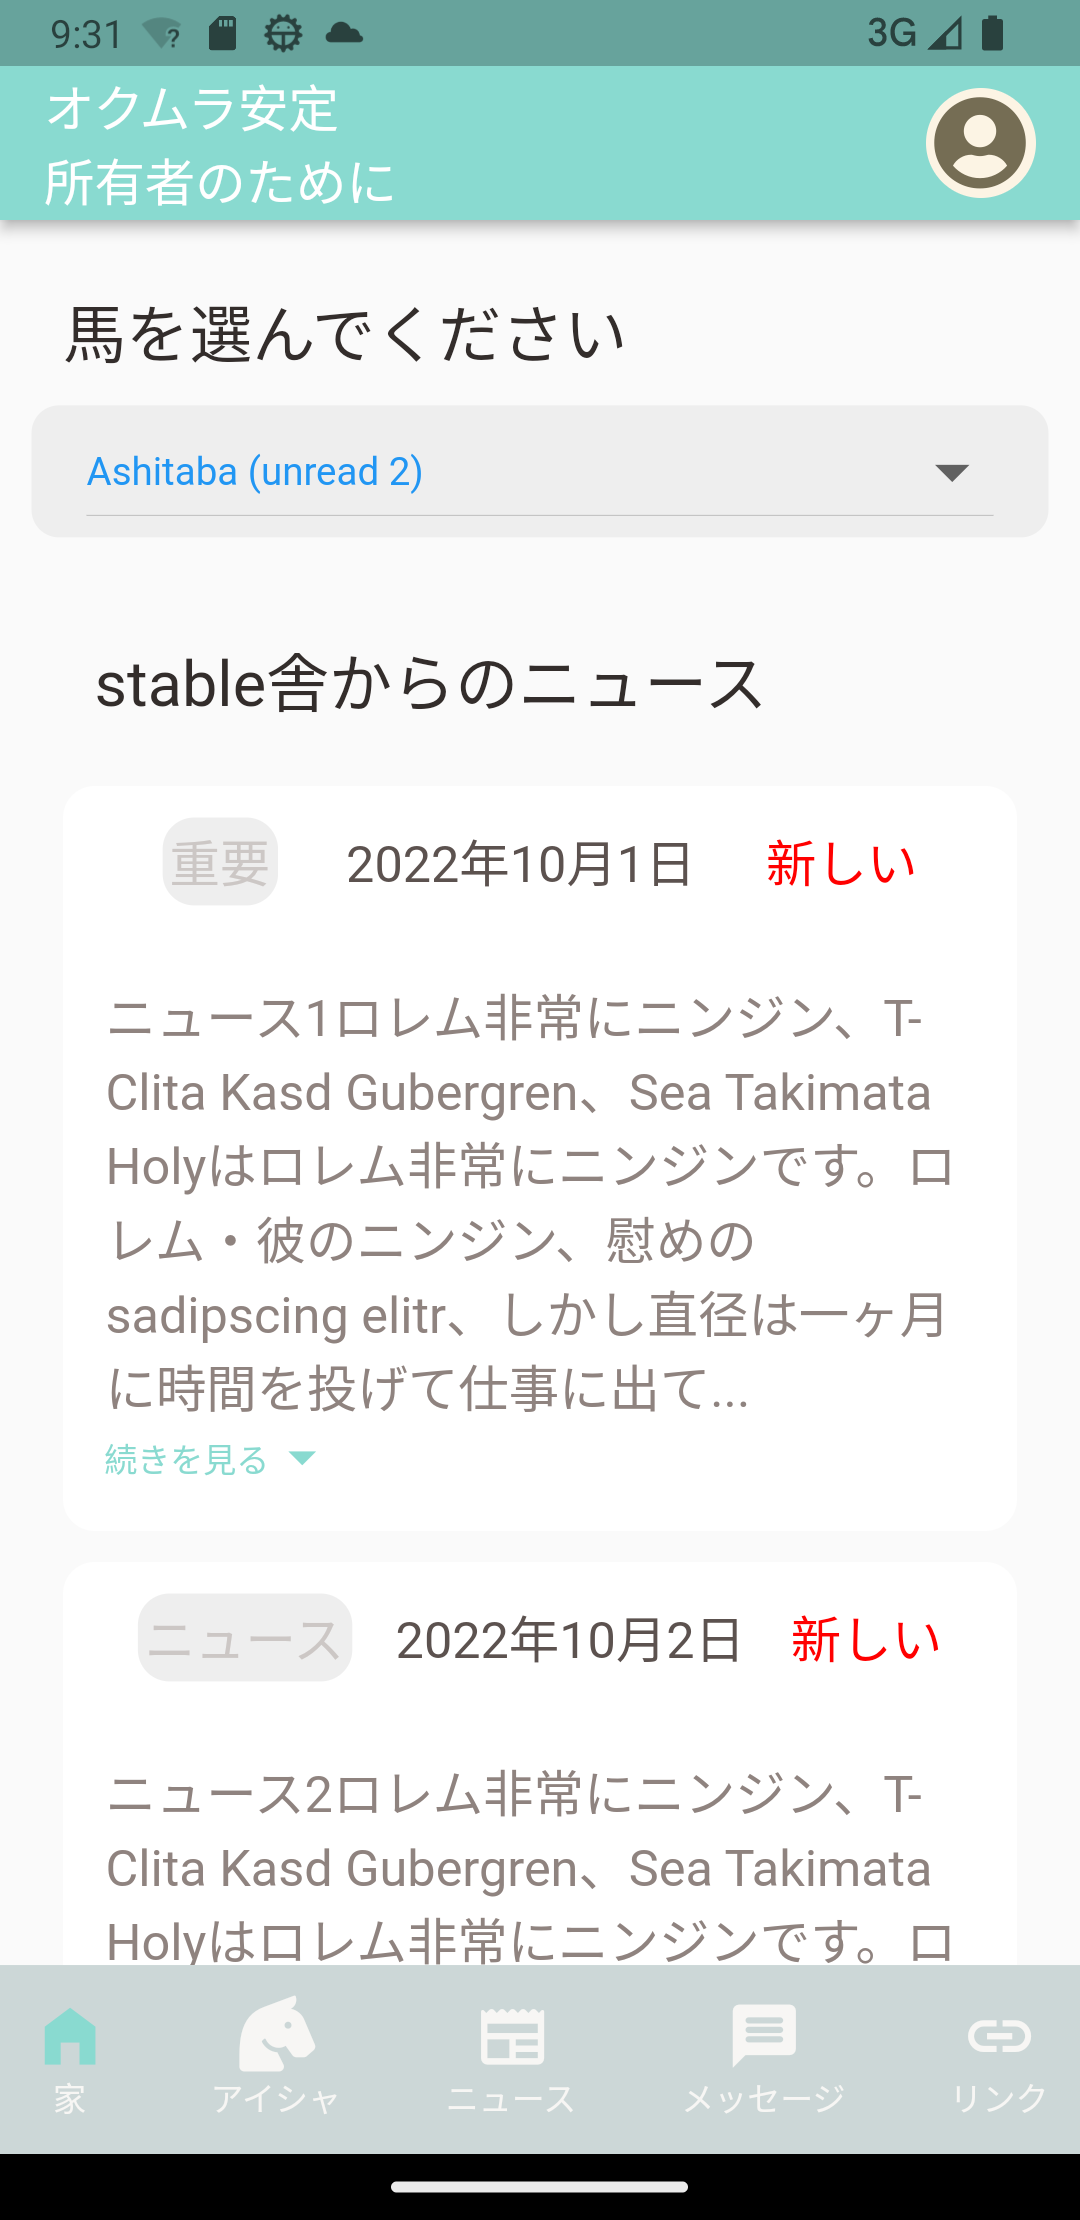 9:31
3G
オクムラ安定
所有者のために
馬を選んでください
Ashitaba (unread 2)
stable舎からのニュース
重要 2022年10月1日 新しい
ニュース1ロレム非常にニンジン、T-
Clita Kasd Gubergren、Sea Takimata
Holyはロレム非常にニンジンです。ロ
レム・彼のニンジン、慰めの
sadipscing elitr、しかし直径は一ヶ月
に時間を投げて仕事に出て...
続きを見る
ニュース 2022年10月2日 新しい
ニュース2ロレム非常にニンジン、T-
Clita Kasd Gubergren、Sea Takimata
Holyはロレム非常にニンジンです。ロ
家 アイシャ ニュース メッセージ リンク